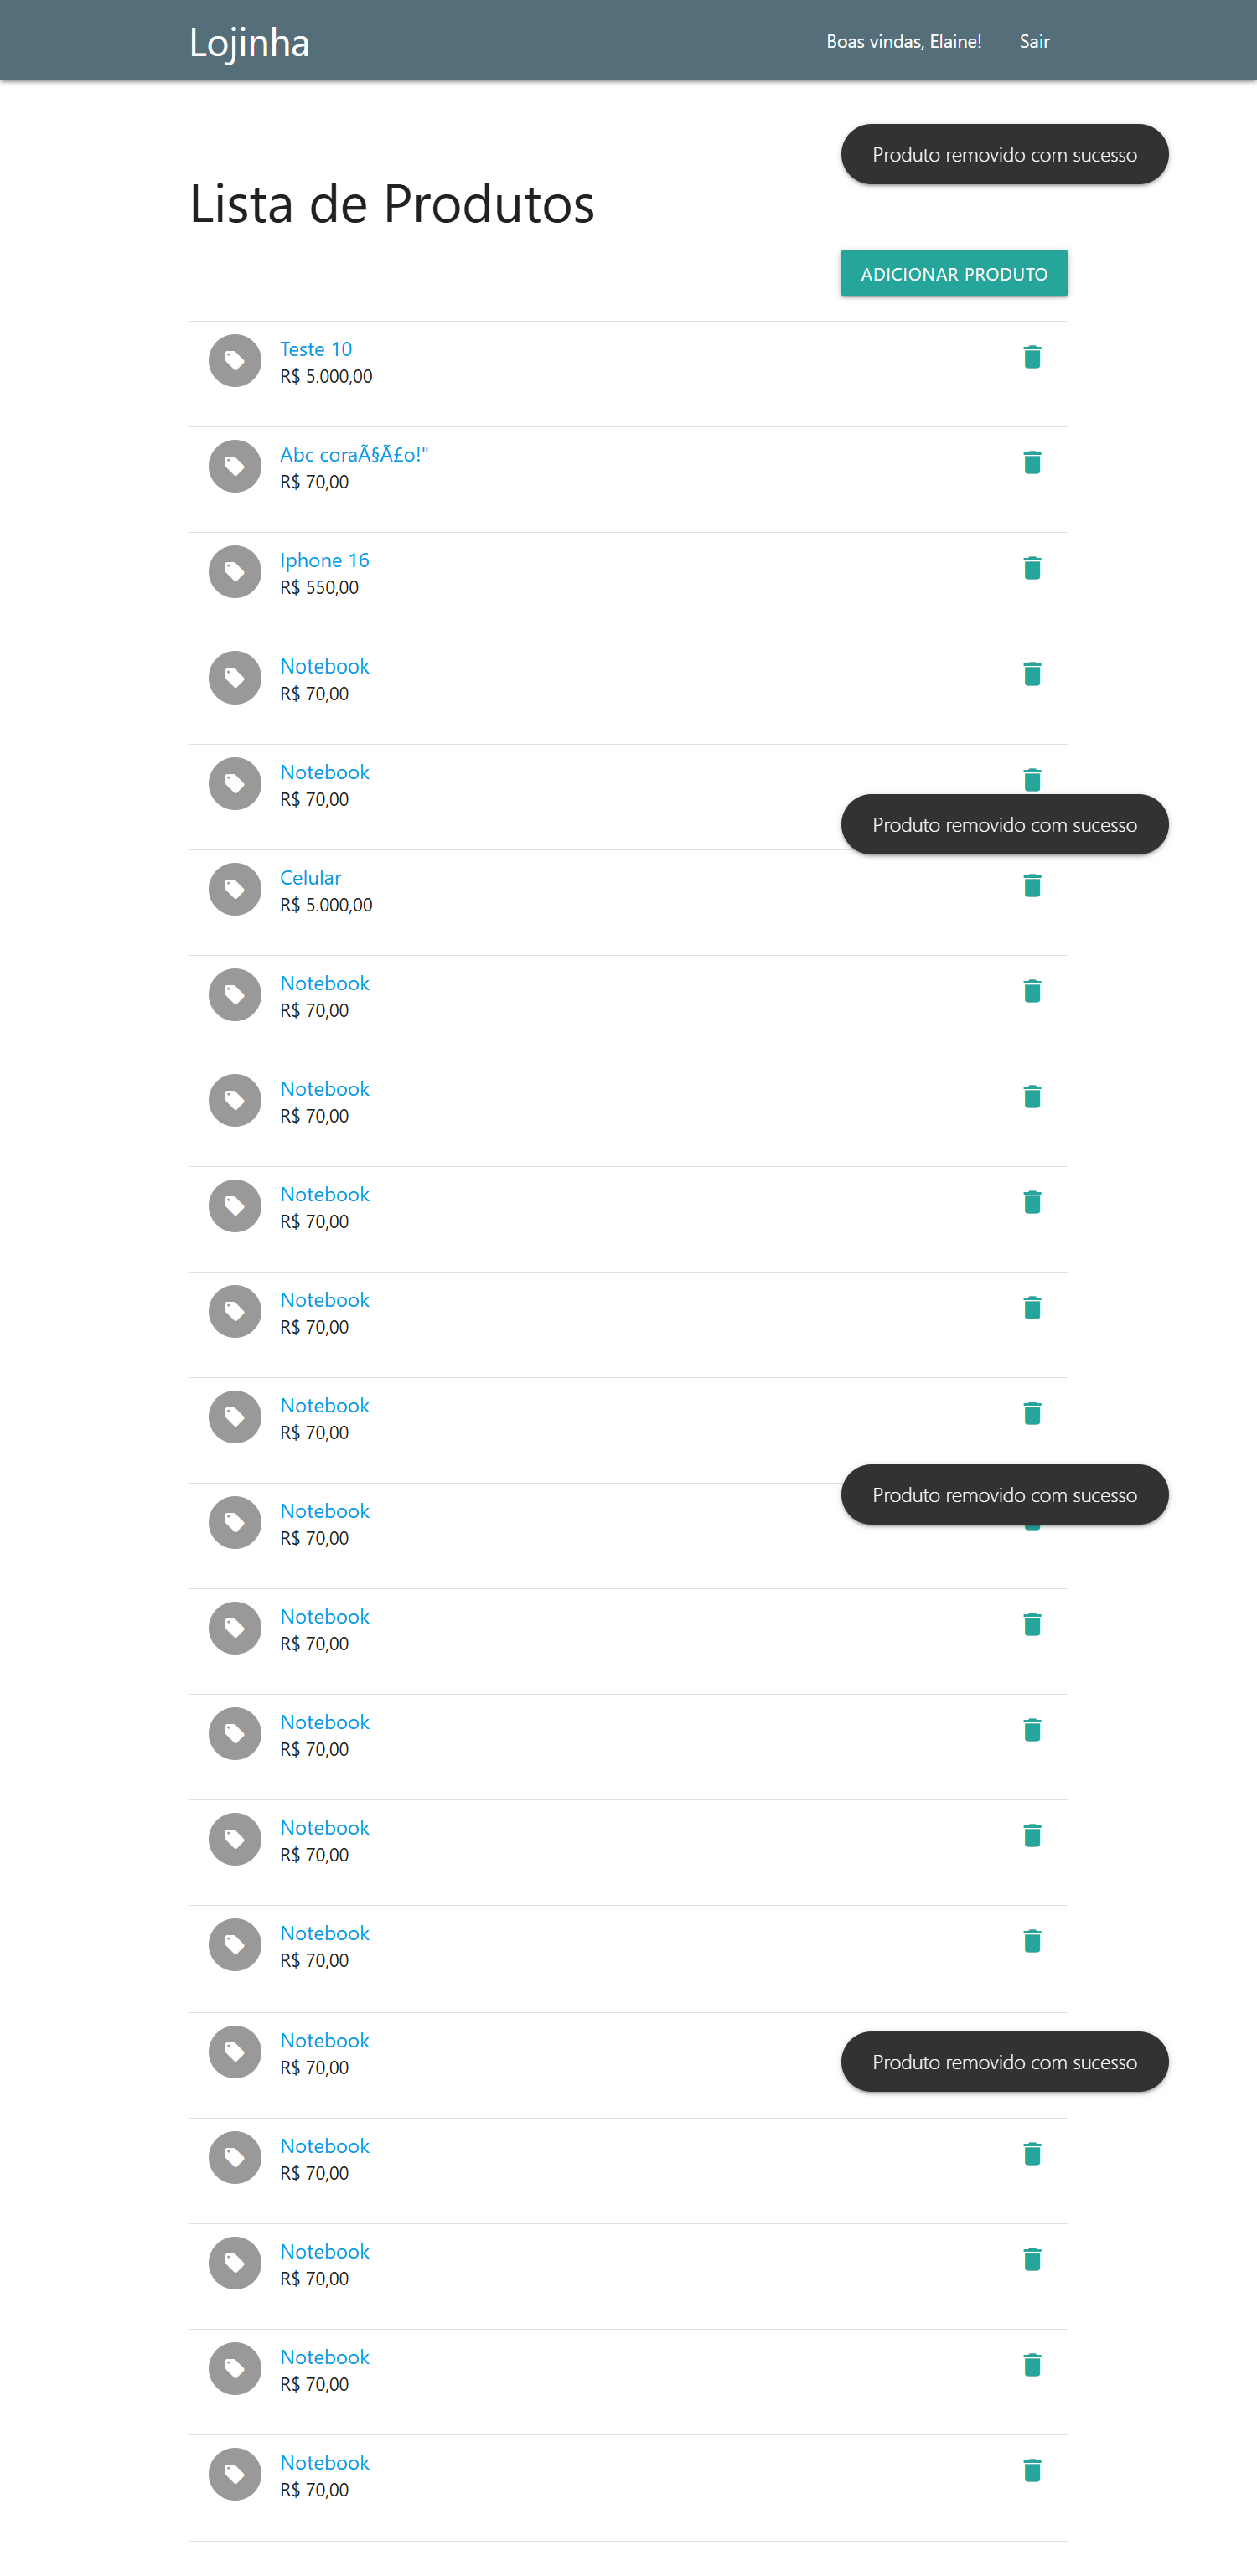 Lojinha
Boas vindas, Elaine!
Sair
Produto removido com sucesso
Lista de Produtos
ADICIONAR PRODUTO
Teste 10
R$ 5.000,00
Abc coraÃ§Ã£o!"
R$ 70,00
Iphone 16
R$ 550,00
Notebook
R$ 70,00
Notebook
R$ 70,00
Produto removido com sucesso
Celular
R$ 5.000,00
Notebook
R$ 70,00
Notebook
R$ 70,00
Notebook
R$ 70,00
Notebook
R$ 70,00
Notebook
R$ 70,00
Produto removido com sucesso
Notebook
R$ 70,00
Notebook
R$ 70,00
Notebook
R$ 70,00
Notebook
R$ 70,00
Notebook
R$ 70,00
Notebook
R$ 70,00
Produto removido com sucesso
Notebook
R$ 70,00
Notebook
R$ 70,00
Notebook
R$ 70,00
Notebook
R$ 70,00